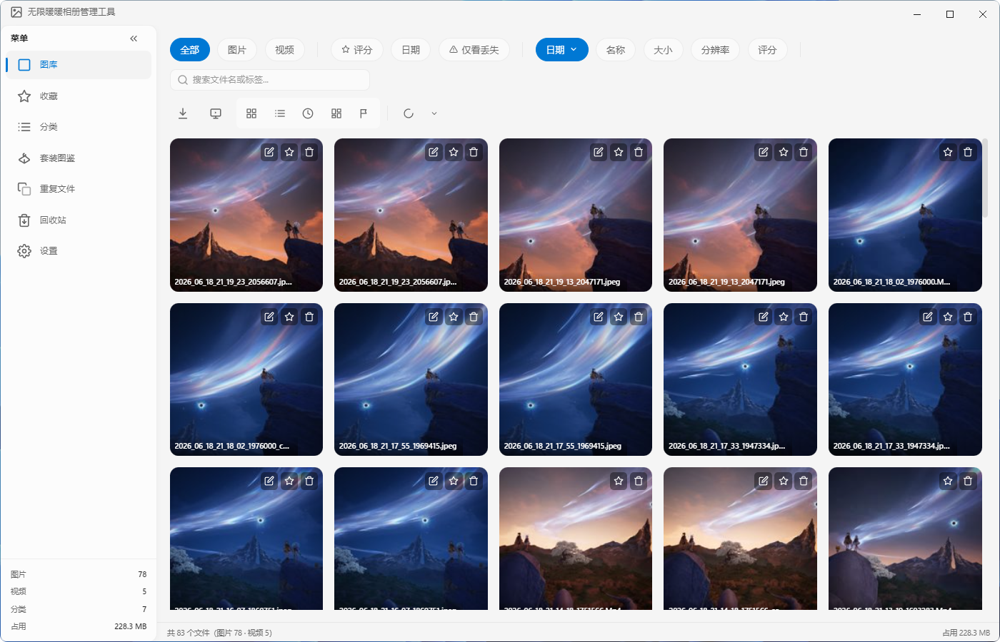 无限暖暖相册管理工具
菜单
图库
收藏
分类
套装图鉴
重复文件
回收站
设置
图片 78
视频 5
分类 7
占用 228.3 MB
全部 图片 视频 评分 日期 仅看丢失 日期 名称 大小 分辨率 评分
搜索文件名或标签...
2026_06_18_21_19_23_2056607.jp...
2026_06_18_21_19_23_2056607.jp...
2026_06_18_21_19_13_2047171.jpeg
2026_06_18_21_19_13_2047171.jpeg
2026_06_18_21_18_02_1976000.M...
2026_06_18_21_18_02_1976000_c...
2026_06_18_21_17_55_1969415.jpeg
2026_06_18_21_17_55_1969415.jpeg
2026_06_18_21_17_33_1947334.jp...
2026_06_18_21_17_33_1947334.jp...
共 83 个文件（图片 78 · 视频 5）
占用 228.3 MB